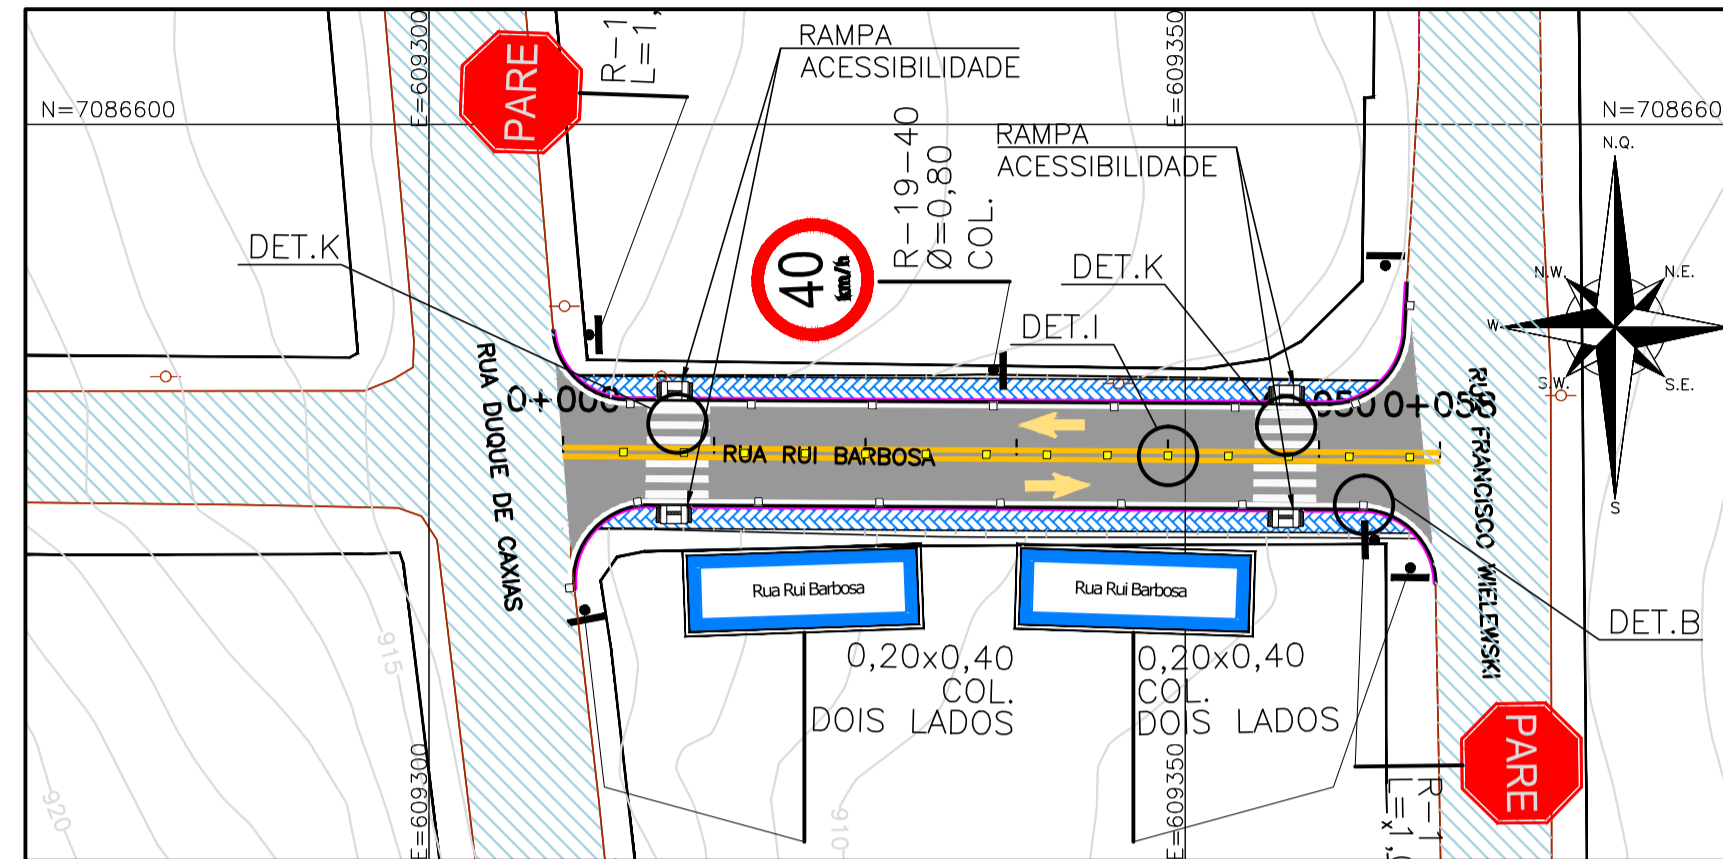 E=609300
PARE
R-1
L=1,
RAMPA
ACESSIBILIDADE
E=609350
N=7086600
N=708660
R-19-40
Ø=0,80
COL.
RAMPA
ACESSIBILIDADE
N.Q.
N.W.
N.E.
W
S.W.
S.E.
S
DET.K
40
km/h
DET.K
DET.I
RUA DUQUE DE CAXIAS
0+000
0+05
RUA RUI BARBOSA
FRANCISCO WIELEWSKI
Rua Rui Barbosa
Rua Rui Barbosa
DET.B
0,20x0,40
COL.
DOIS LADOS
0,20x0,40
COL.
DOIS LADOS
915
920
910
E=609300
E=609350
R-1
L=1,
x
PARE